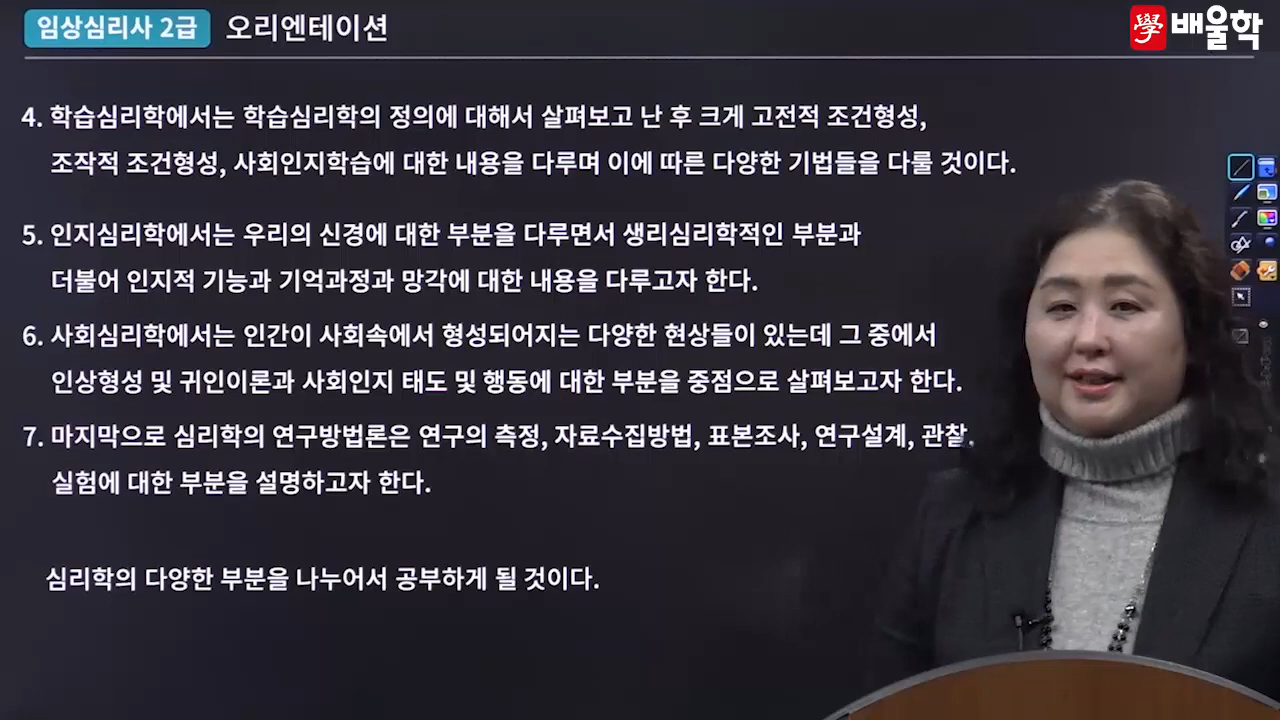 임상심리사 2급 오리엔테이션
學 배울학
4. 학습심리학에서는 학습심리학의 정의에 대해서 살펴보고 난 후 크게 고전적 조건형성,
조작적 조건형성, 사회인지학습에 대한 내용을 다루며 이에 따른 다양한 기법들을 다룰 것이다.
5. 인지심리학에서는 우리의 신경에 대한 부분을 다루면서 생리심리학적인 부분과
더불어 인지적 기능과 기억과정과 망각에 대한 내용을 다루고자 한다.
6. 사회심리학에서는 인간이 사회속에서 형성되어지는 다양한 현상들이 있는데 그 중에서
인상형성 및 귀인이론과 사회인지 태도 및 행동에 대한 부분을 중점으로 살펴보고자 한다.
7. 마지막으로 심리학의 연구방법론은 연구의 측정, 자료수집방법, 표본조사, 연구설계, 관찰,
실험에 대한 부분을 설명하고자 한다.
심리학의 다양한 부분을 나누어서 공부하게 될 것이다.